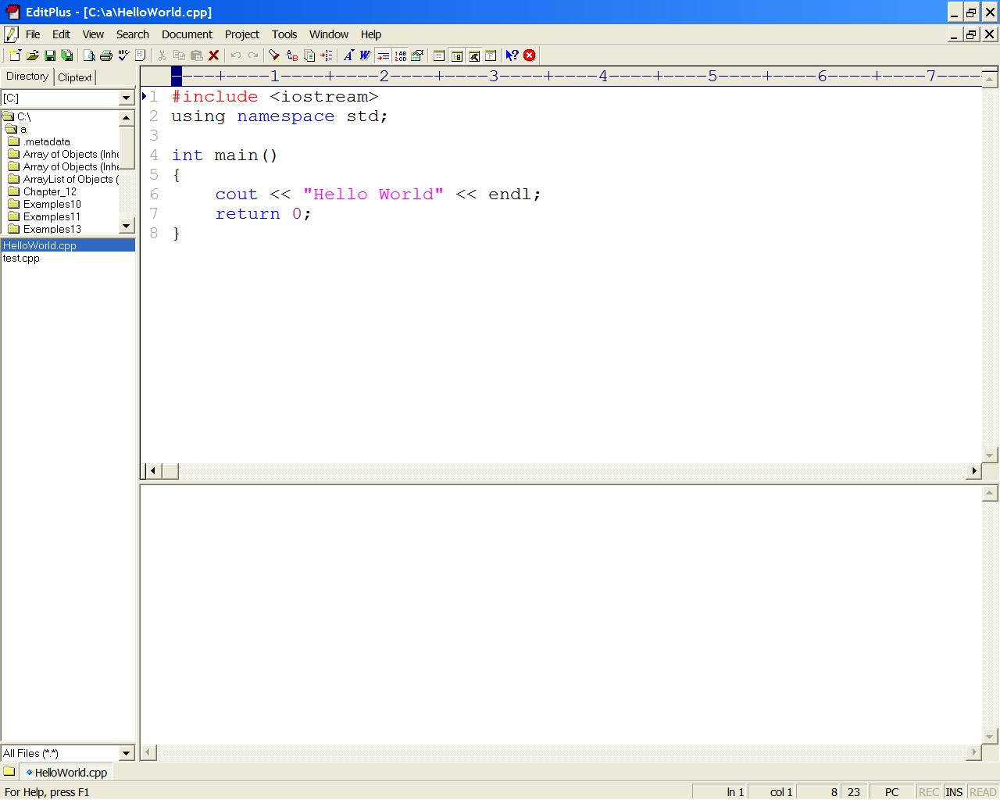 EditPlus - [C:\a\HelloWorld.cpp]
File Edit View Search Document Project Tools Window Help
Directory Cliptext
[C:]
C:\
a
.metadata
Array of Objects (Inhe
Array of Objects (Inhe
ArrayList of Objects (
Chapter_12
Examples10
Examples11
Examples13
HelloWorld.cpp
test.cpp
All Files (*.*)
----+----1----+----2----+----3----+----4----+----5----+----6----+----7----
1 #include <iostream>
2 using namespace std;
3
4 int main()
5 {
6     cout << "Hello World" << endl;
7     return 0;
8 }
HelloWorld.cpp
For Help, press F1 ln 1 col 1 8 23 PC REC INS READ